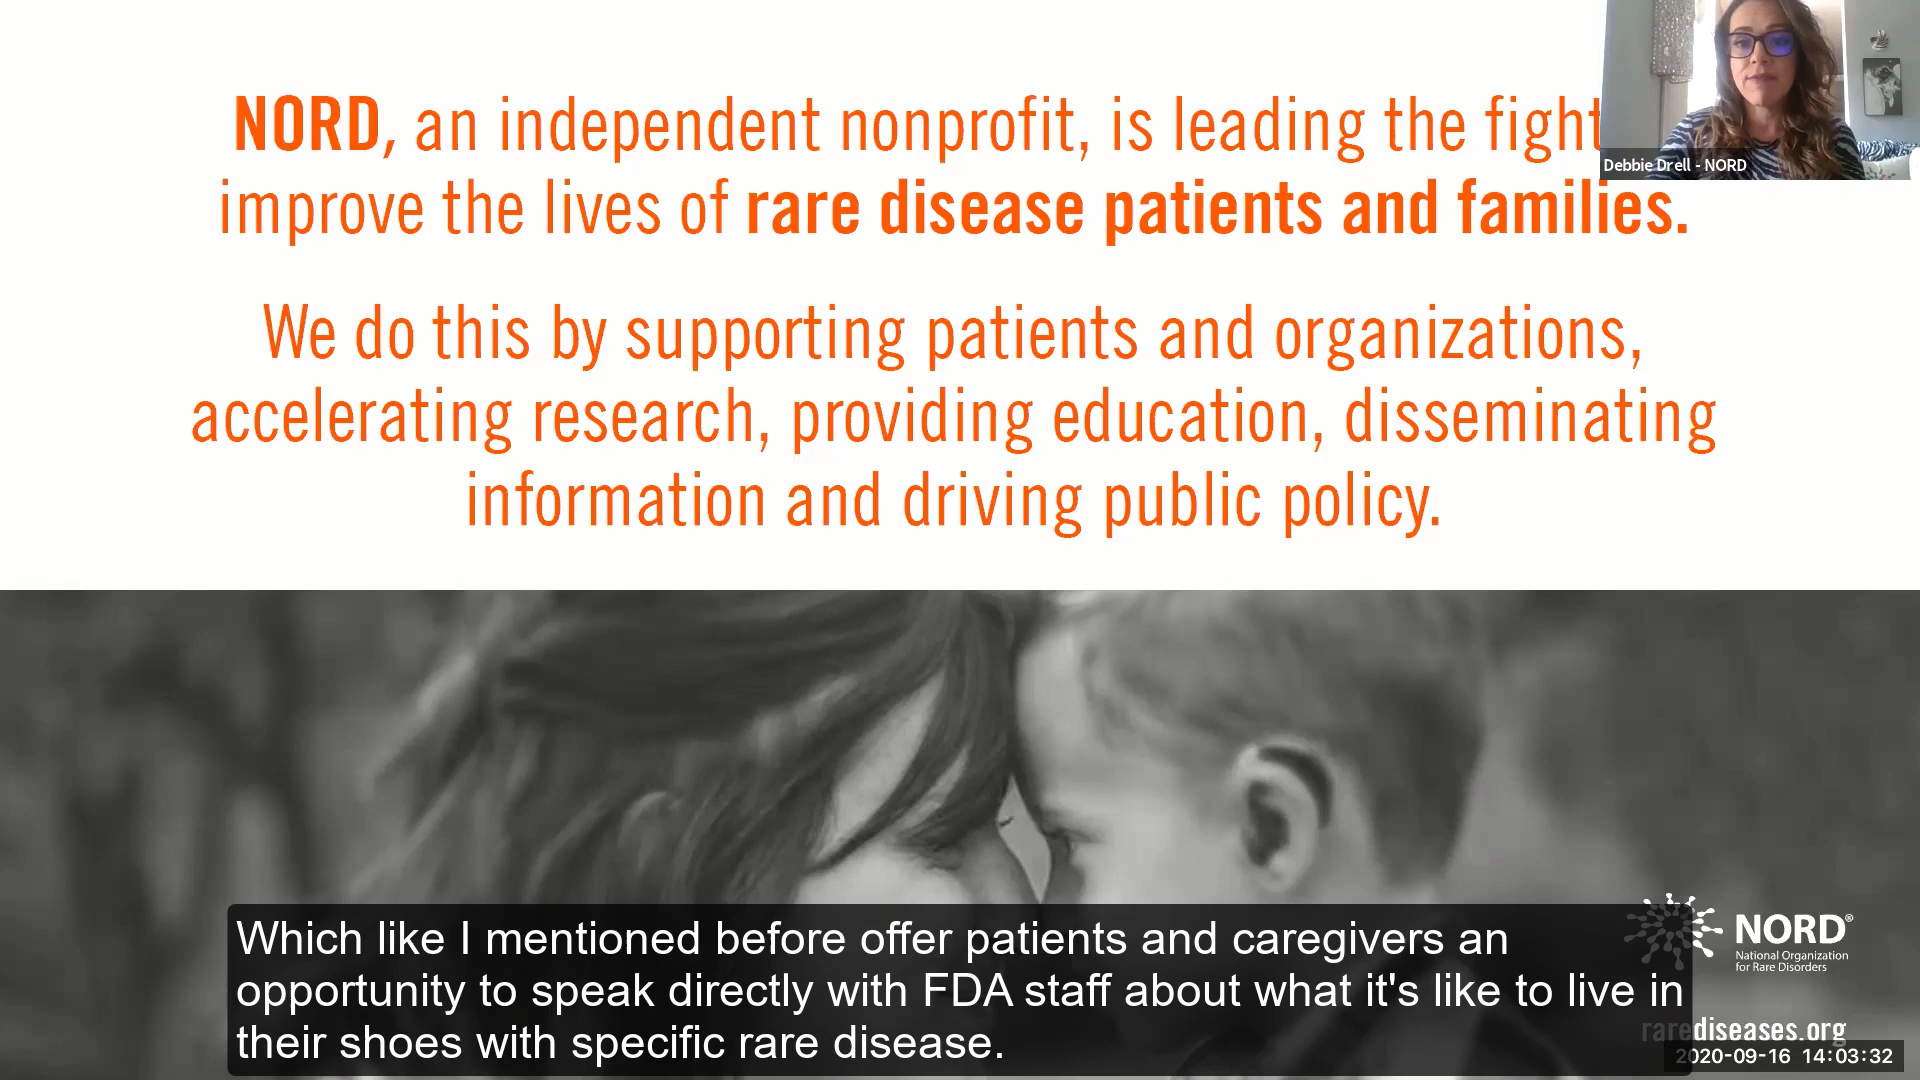 NORD, an independent nonprofit, is leading the fight
improve the lives of rare disease patients and families.
We do this by supporting patients and organizations,
accelerating research, providing education, disseminating
information and driving public policy.
Debbie Drell - NORD
Which like I mentioned before offer patients and caregivers an
opportunity to speak directly with FDA staff about what it's like to live in
their shoes with specific rare disease.
NORD®
National Organization
for Rare Disorders
rarediseases.org
2020-09-16 14:03:32